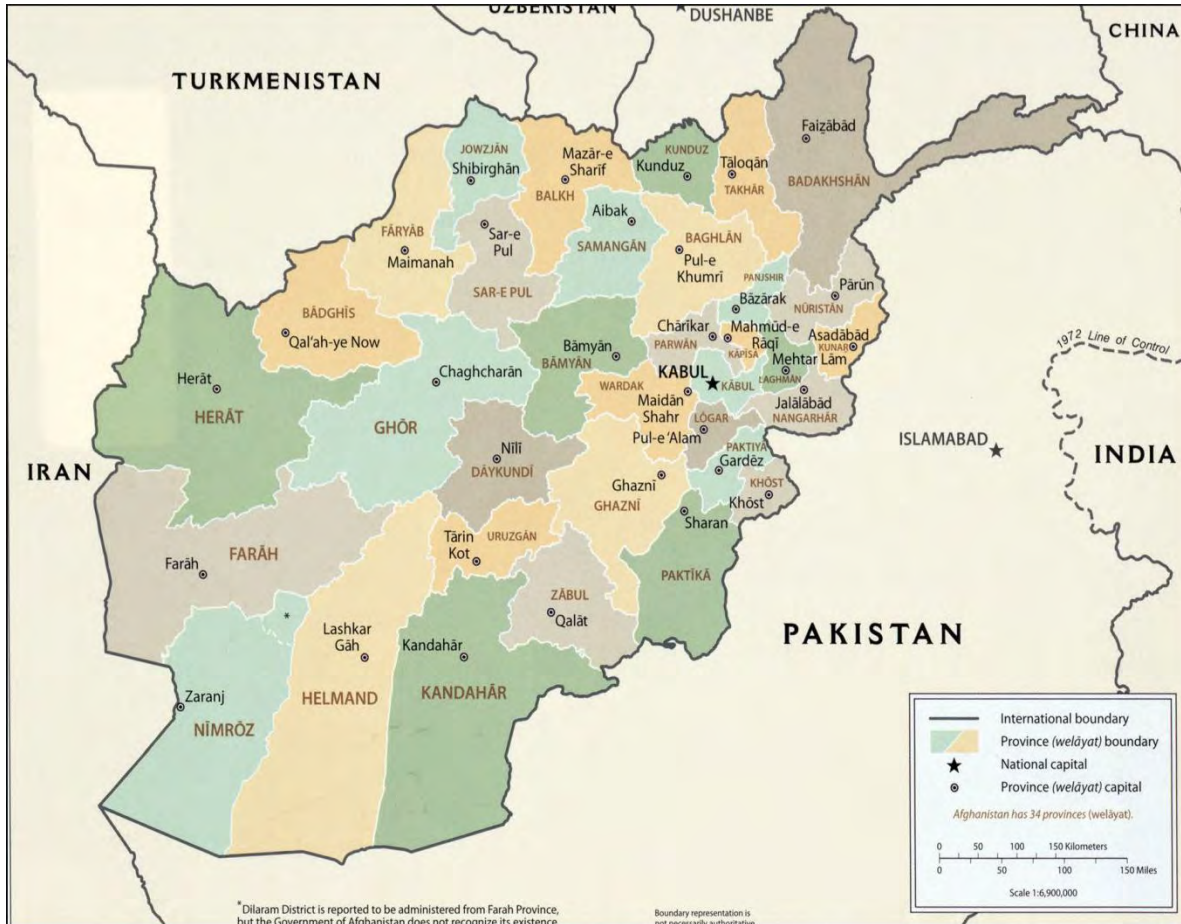 UZBEKISTAN
DUSHANBE
CHINA
TURKMENISTAN
Faiẓābād
JOWZJĀN
Shibirghān
Mazār-e
Sharīf
BALKH
KUNDUZ
Kunduz
Tāloqān
TAKHĀR
BADAKHSHĀN
Aibak
SAMANGĀN
FĀRYĀB
Maimanah
Sar-e
Pul
SAR-E PUL
BAGHLĀN
Pul-e
Khumrī
PANJSHIR
Bāzārak
Pārūn
NŪRISTĀN
BĀDGHĪS
Qal‘ah-ye Now
Chārīkar
PARWĀN
Mahmūd-e
Rāqī
KĀPĪSĀ
Asadābād
KUNAR
Mehtar
Lām
LAGHMĀN
1972 Line of Control
Bāmyān
BĀMYĀN
KABUL
KĀBUL
Herāt
HERĀT
Chaghcharān
GHŌR
WARDAK
Maidān
Shahr
Jalālābād
NANGARHĀR
LŌGAR
Pul-e ‘Alam
PAKTIYĀ
Gardēz
ISLAMABAD
INDIA
IRAN
Nīlī
DĀYKUNDĪ
Ghaznī
GHAZNĪ
KHŌST
Khōst
Sharan
Tārin
Kot
URUZGĀN
FARĀH
Farāh
PAKTĪKĀ
ZĀBUL
Qalāt
*
Lashkar
Gāh
HELMAND
Kandahār
KANDAHĀR
PAKISTAN
Zaranj
NĪMRŌZ
International boundary
Province (welāyat) boundary
National capital
Province (welāyat) capital
Afghanistan has 34 provinces (welāyat).
0 50 100 150 Kilometers
0 50 100 150 Miles
Scale 1:6,900,000
*Dilaram District is reported to be administered from Farah Province,
but the Government of Afghanistan does not recognize its existence
Boundary representation is
not necessarily authoritative